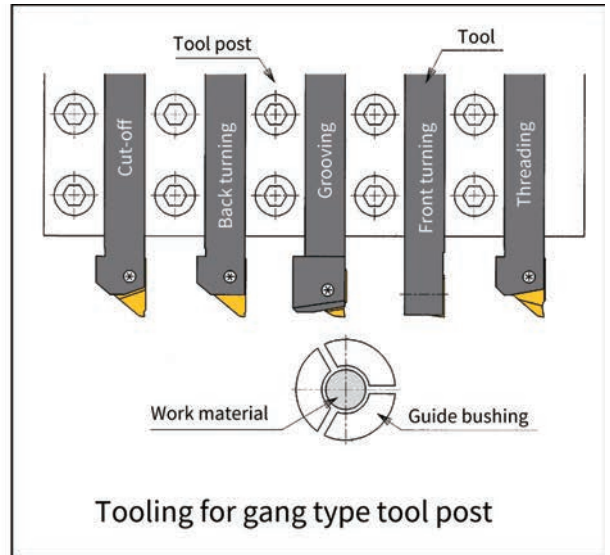 Tool post
Tool
Cut-off
Back turning
Grooving
Front turning
Threading
Work material
Guide bushing
Tooling for gang type tool post